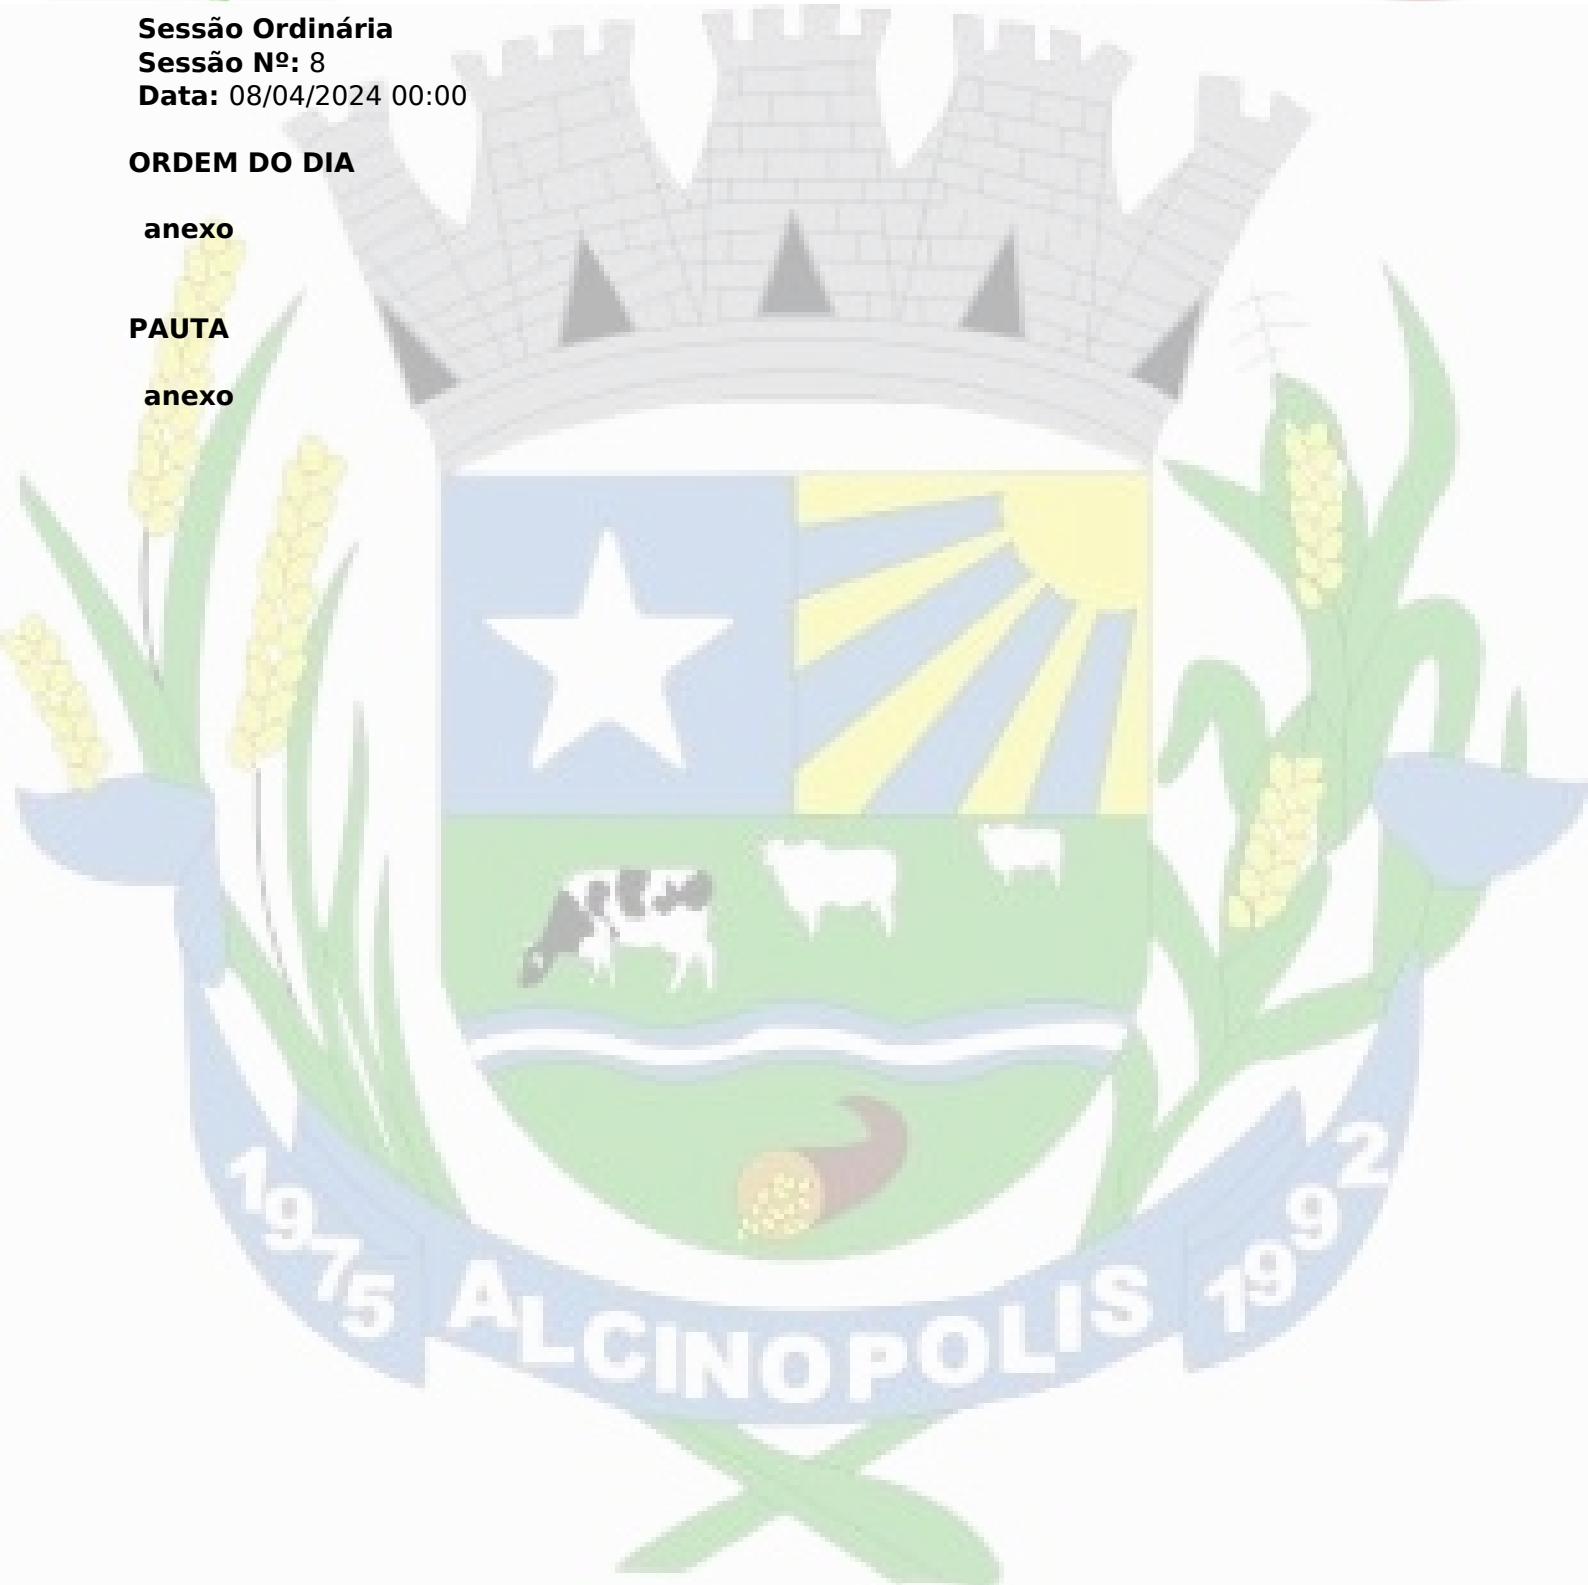 Sessão Ordinária
Sessão Nº: 8
Data: 08/04/2024 00:00
ORDEM DO DIA
anexo
PAUTA
anexo
1975 ALCINOPOLIS 1992